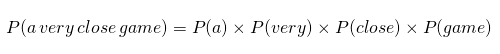 P(a very close game) = P(a) × P(very) × P(close) × P(game)